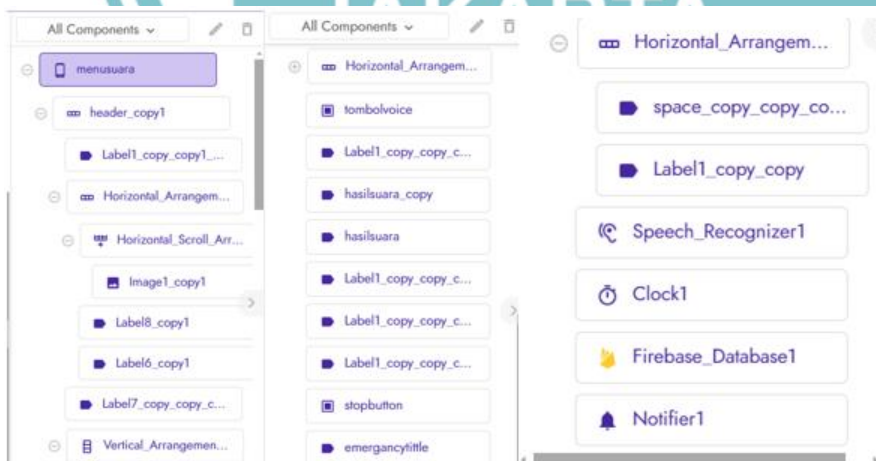 JAKARTA
All Components
menusuara
header_copy1
Label1_copy_copy1_...
Horizontal_Arrangem...
Horizontal_Scroll_Arr...
Image1_copy1
Label8_copy1
Label6_copy1
Label7_copy_copy_c...
Vertical_Arrangemen...
All Components
Horizontal_Arrangem...
tombolvoice
Label1_copy_copy_c...
hasilsuara_copy
hasilsuara
Label1_copy_copy_c...
Label1_copy_copy_c...
Label1_copy_copy_c...
stopbutton
emergancytittle
Horizontal_Arrangem...
space_copy_copy_co...
Label1_copy_copy
Speech_Recognizer1
Clock1
Firebase_Database1
Notifier1